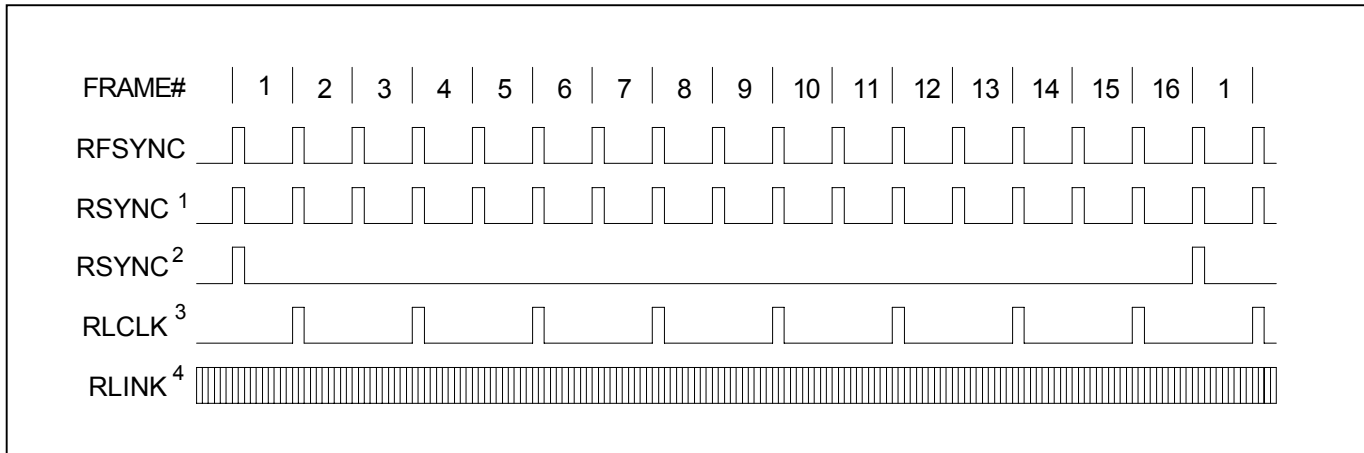 FRAME# 1 2 3 4 5 6 7 8 9 10 11 12 13 14 15 16 1
RFSYNC
RSYNC 1
RSYNC 2
RLCLK 3
RLINK 4